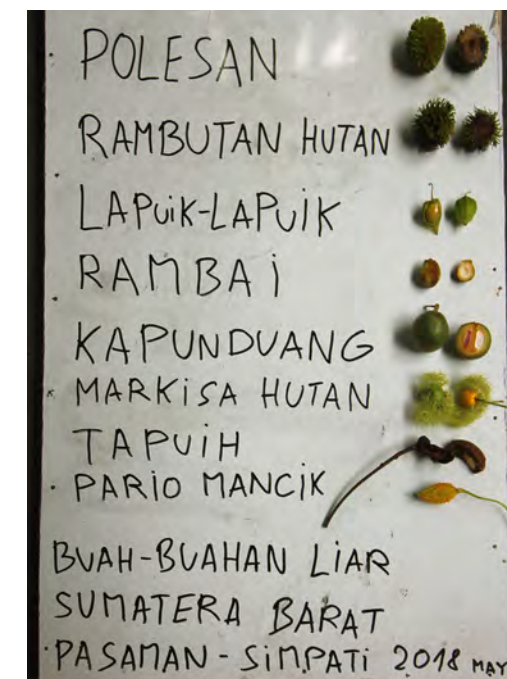 POLESAN
RAMBUTAN HUTAN
LAPUIK-LAPUIK
RAMBAI
KAPUNDUANG
MARKISA HUTAN
TAPUIH
PARIO MANCIK
BUAH-BUAHAN LIAR
SUMATERA BARAT
PASAMAN - SIMPATI 2018 MAY